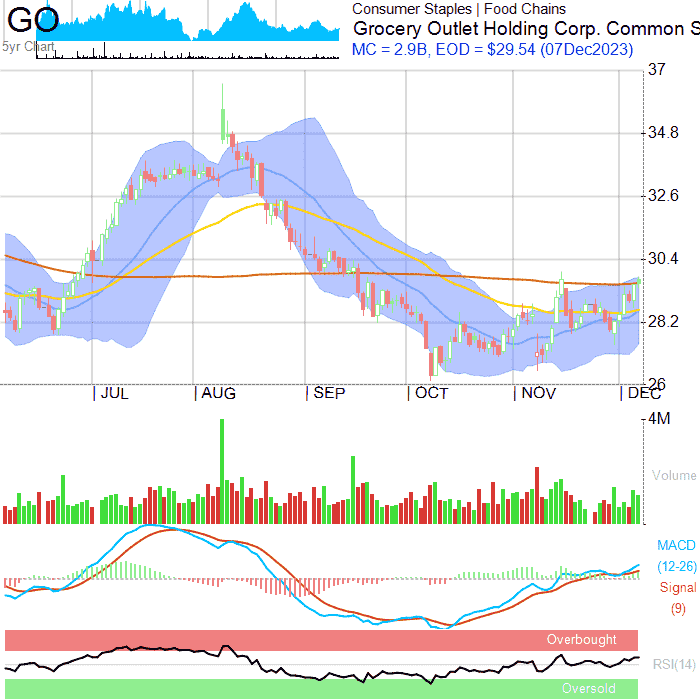 GO
5yr Chart
Consumer Staples | Food Chains
Grocery Outlet Holding Corp. Common S
MC = 2.9B, EOD = $29.54 (07Dec2023)
37
34.8
32.6
30.4
28.2
26
JUL AUG SEP OCT NOV DEC
4M
Volume
MACD
(12-26)
Signal
(9)
Overbought
RSI(14)
Oversold